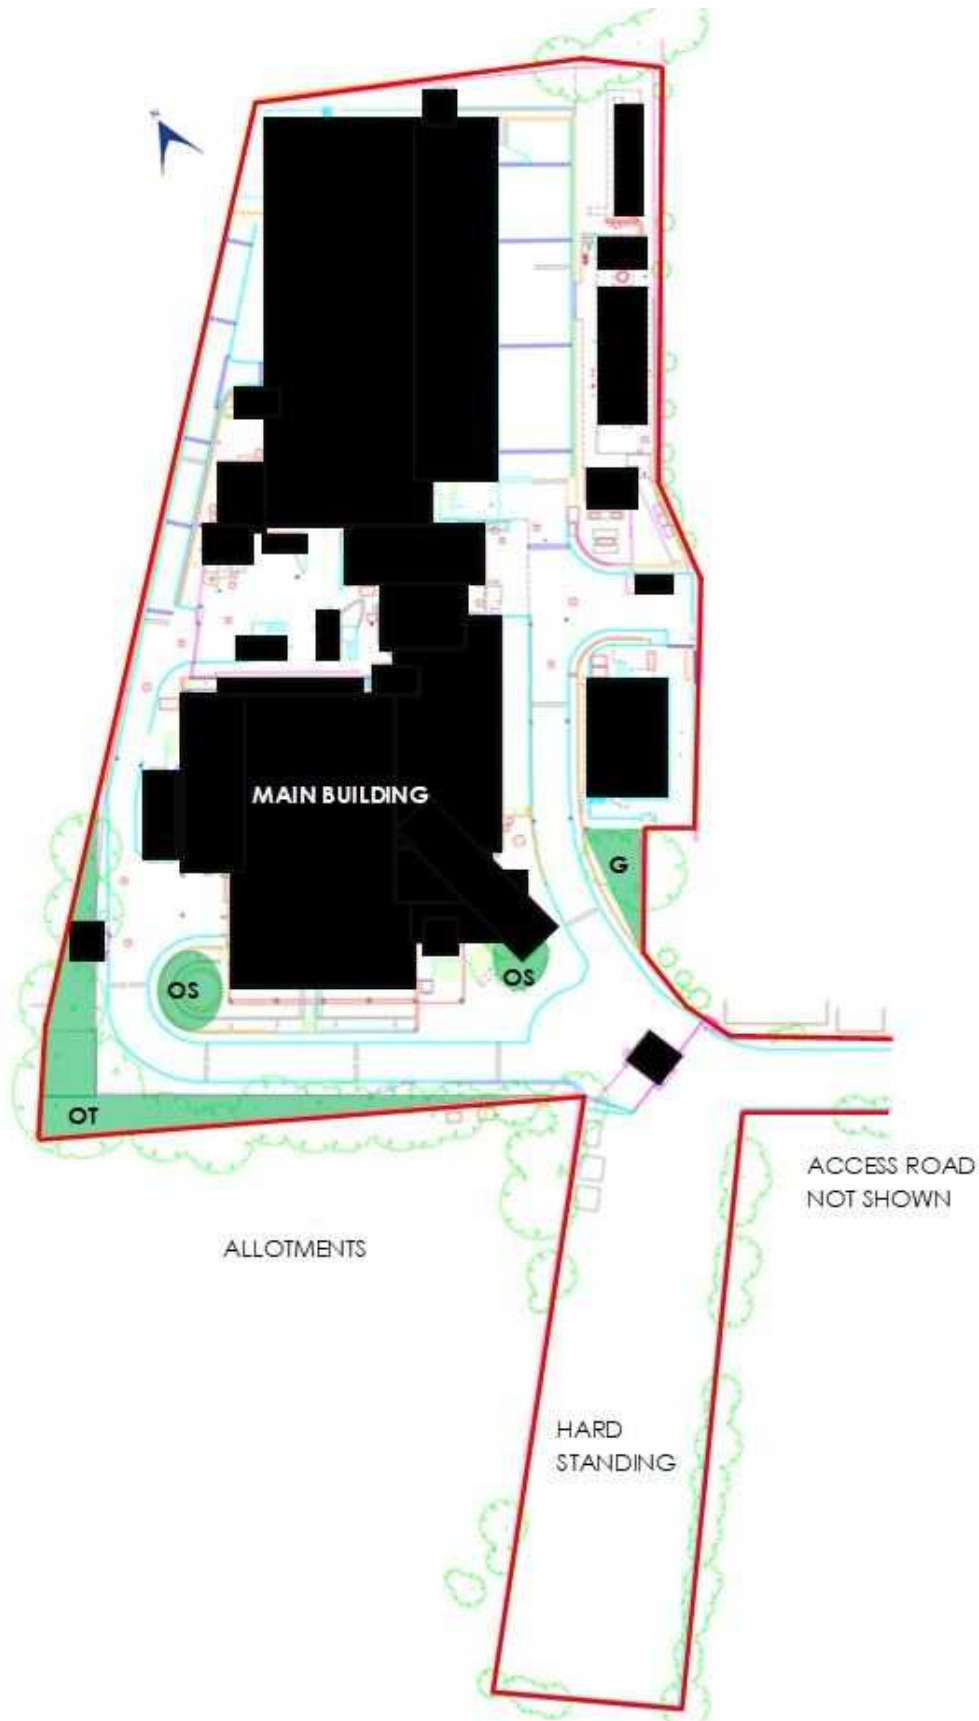 MAIN BUILDING
G
OS
OS
OT
ACCESS ROAD
NOT SHOWN
ALLOTMENTS
HARD
STANDING